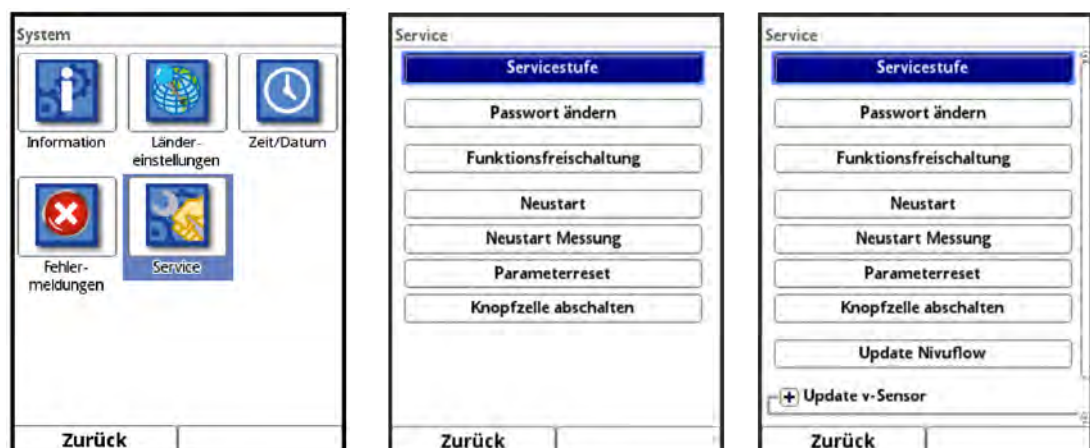 System
Information
Länder-
einstellungen
Zeit/Datum
Fehler-
meldungen
Service
Zurück
Service
Servicestufe
Passwort ändern
Funktionsfreischaltung
Neustart
Neustart Messung
Parameterreset
Knopfzelle abschalten
Zurück
Service
Servicestufe
Passwort ändern
Funktionsfreischaltung
Neustart
Neustart Messung
Parameterreset
Knopfzelle abschalten
Update Nivuflow
Update v-Sensor
Zurück